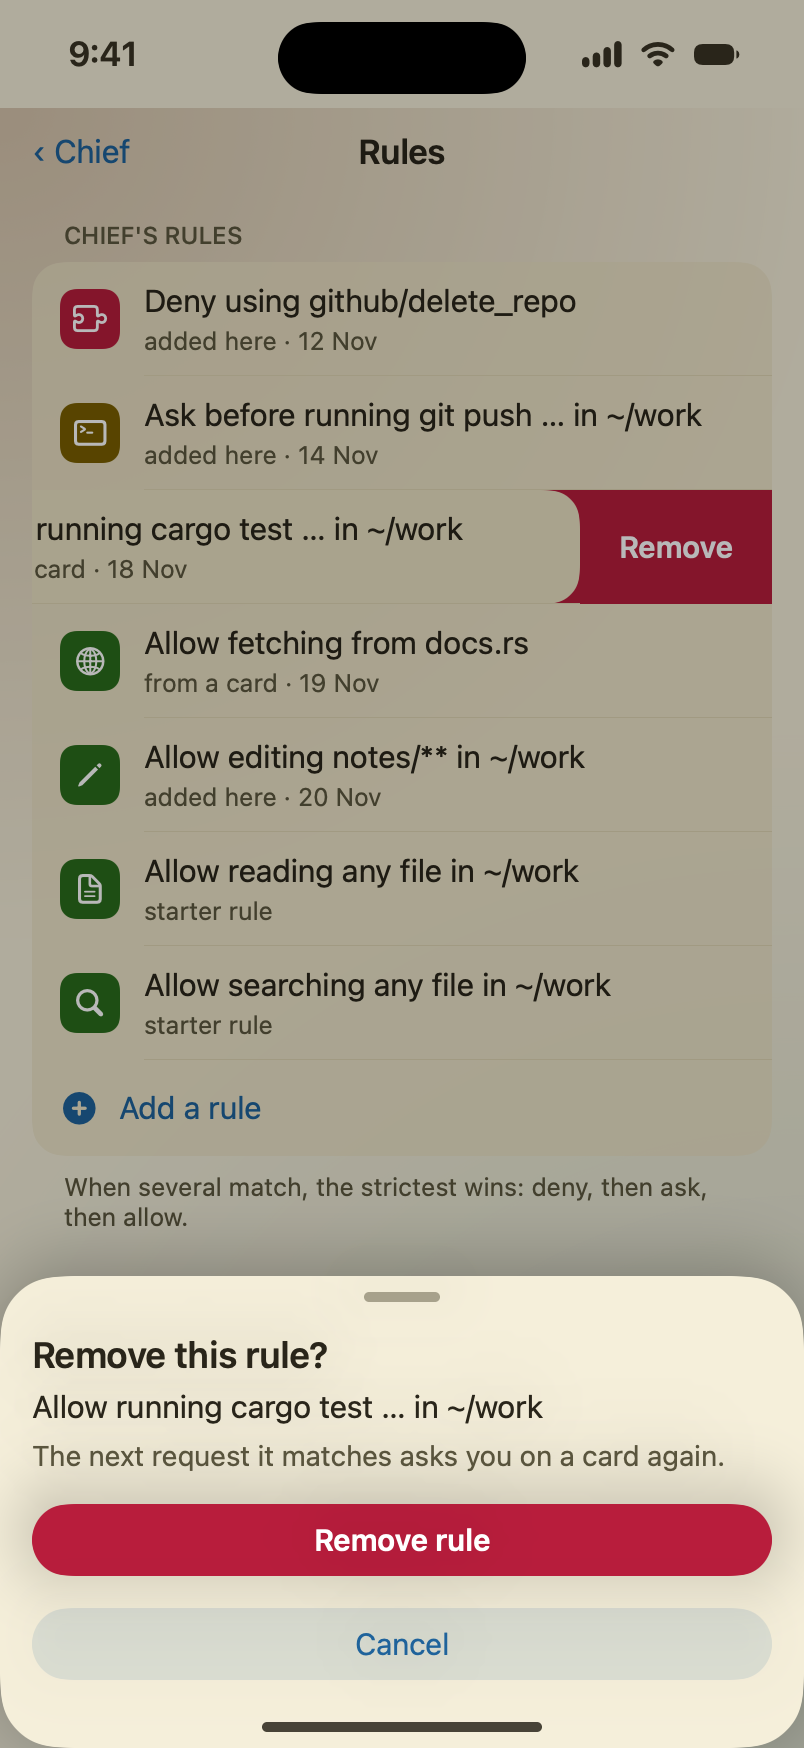 9:41
‹ Chief
Rules
CHIEF'S RULES
Deny using github/delete_repo
added here · 12 Nov
Ask before running git push ... in ~/work
added here · 14 Nov
running cargo test ... in ~/work
card · 18 Nov
Remove
Allow fetching from docs.rs
from a card · 19 Nov
Allow editing notes/** in ~/work
added here · 20 Nov
Allow reading any file in ~/work
starter rule
Allow searching any file in ~/work
starter rule
Add a rule
When several match, the strictest wins: deny, then ask,
then allow.
Remove this rule?
Allow running cargo test ... in ~/work
The next request it matches asks you on a card again.
Remove rule
Cancel